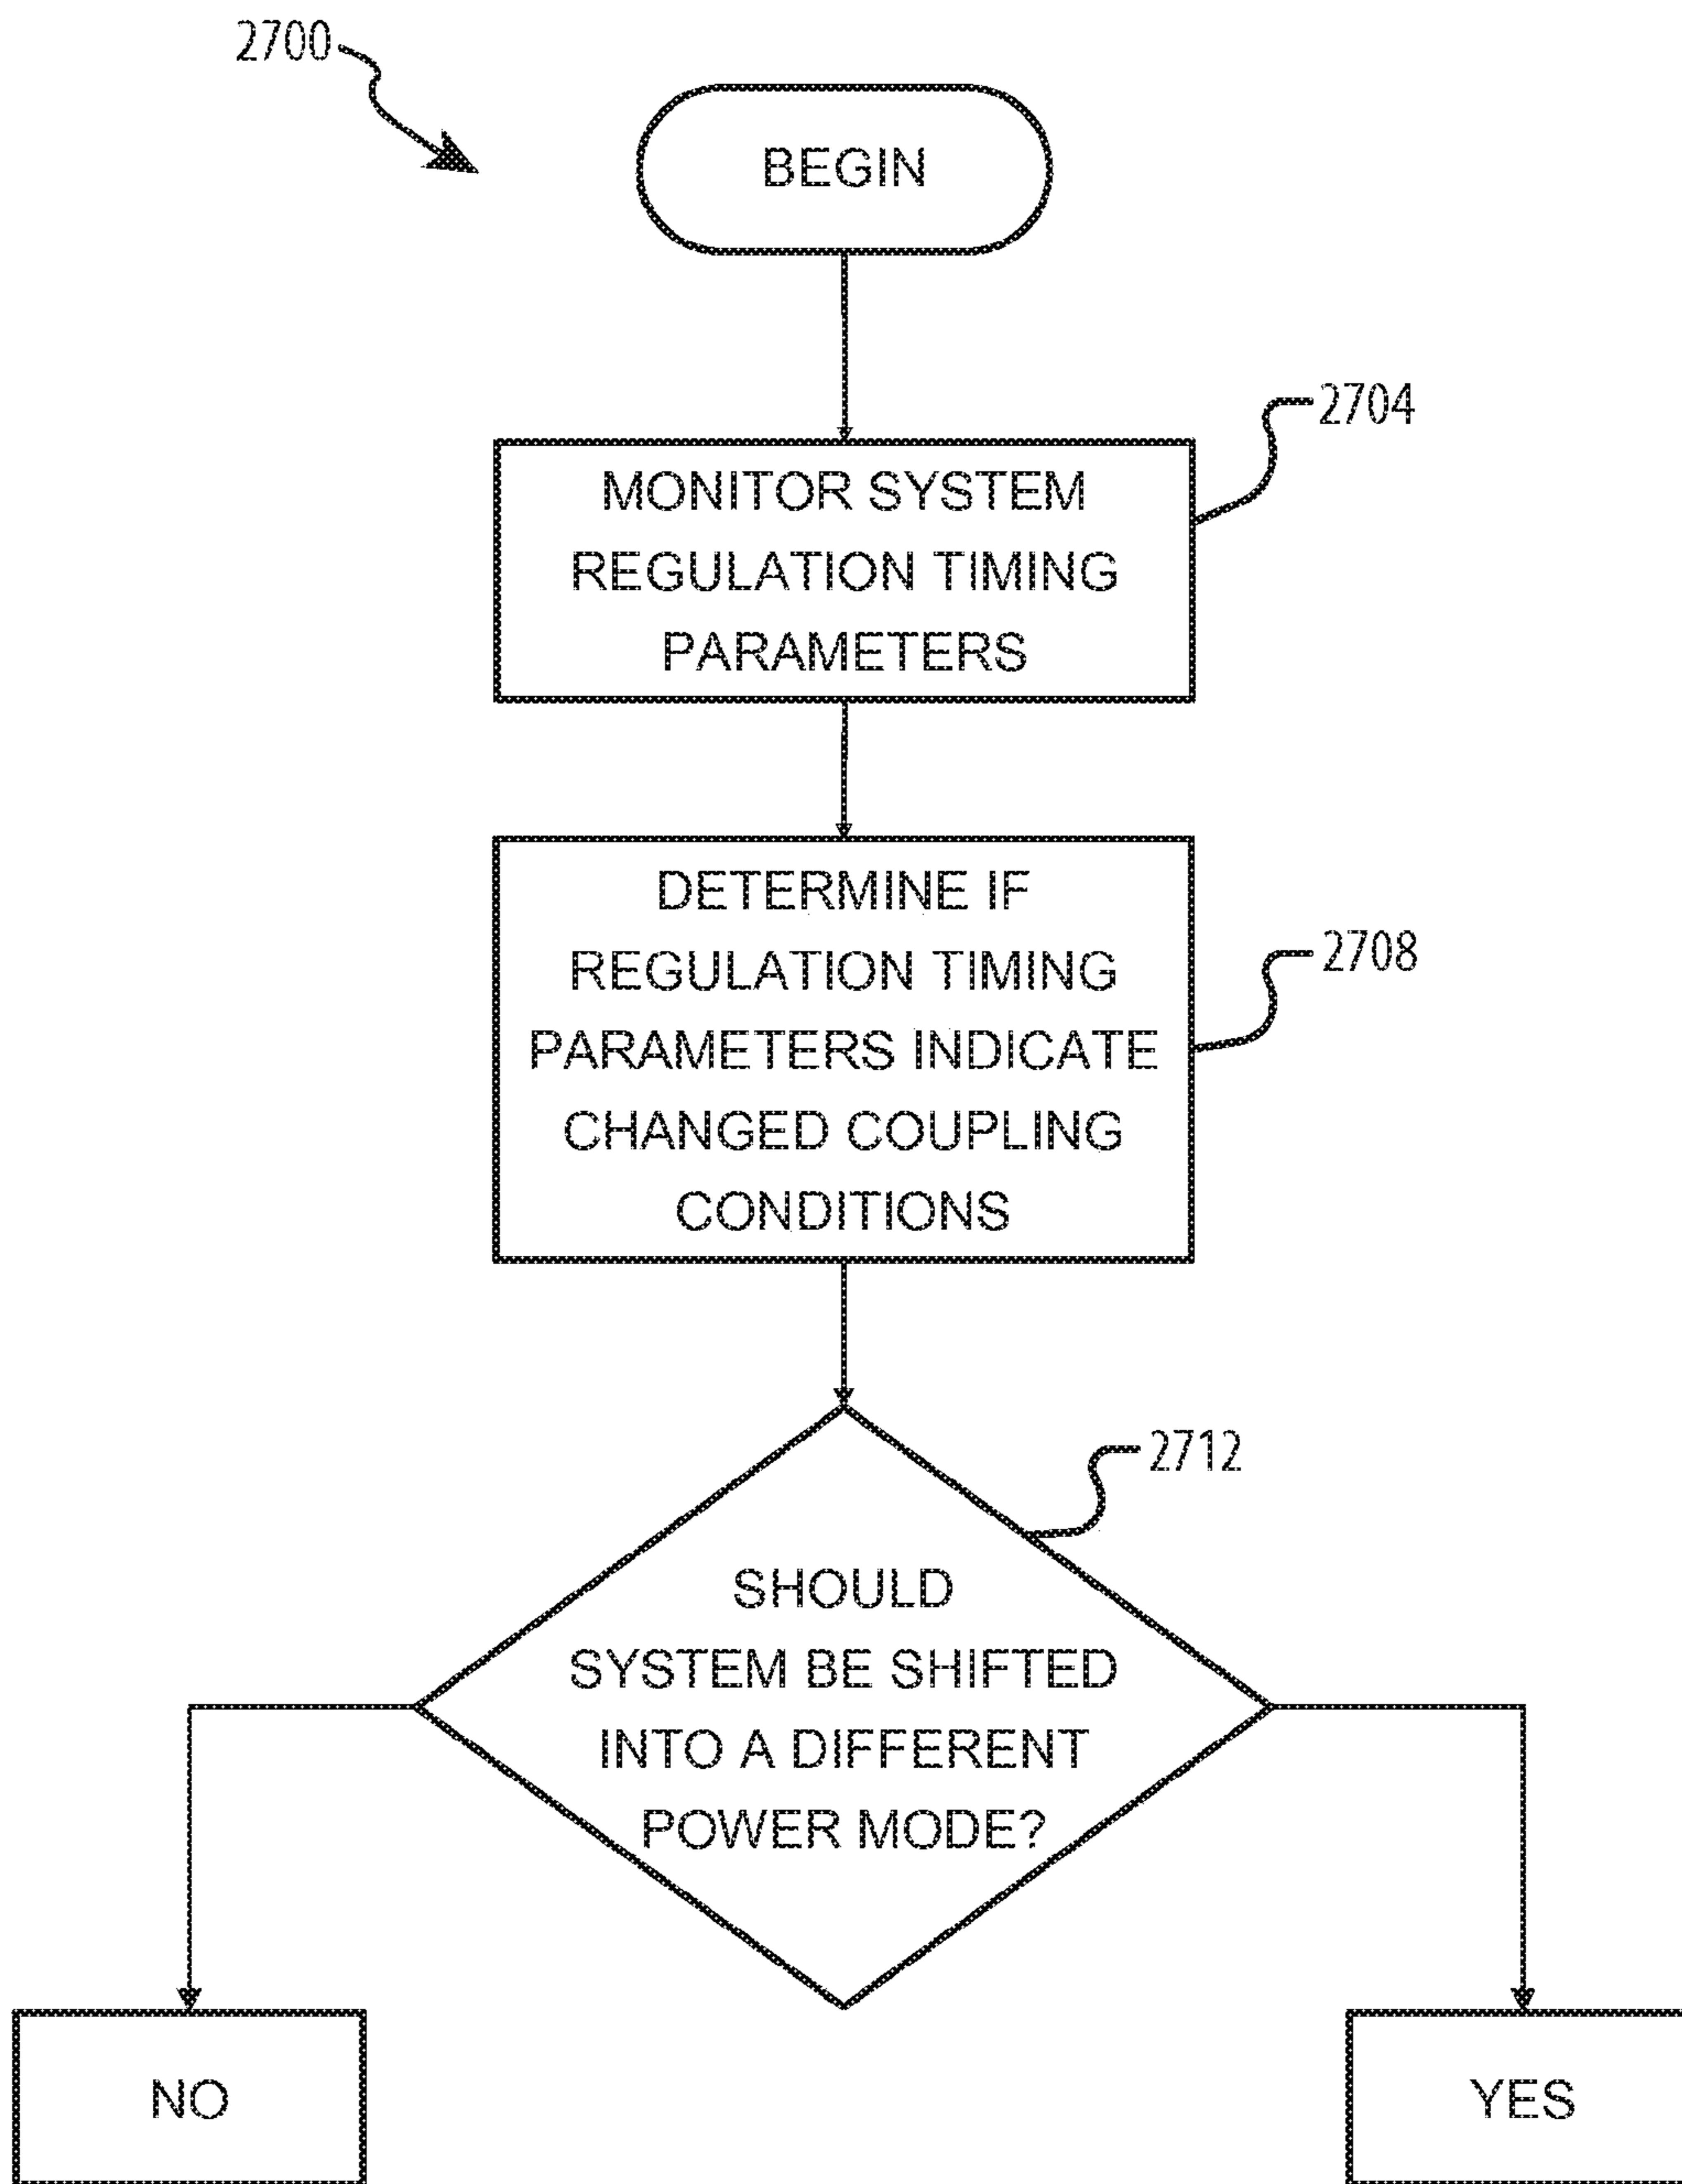 2700
BEGIN
2704
MONITOR SYSTEM
REGULATION TIMING
PARAMETERS
DETERMINE IF
REGULATION TIMING
PARAMETERS INDICATE
CHANGED COUPLING
CONDITIONS
2708
2712
SHOULD
SYSTEM BE SHIFTED
INTO A DIFFERENT
POWER MODE?
NO
YES